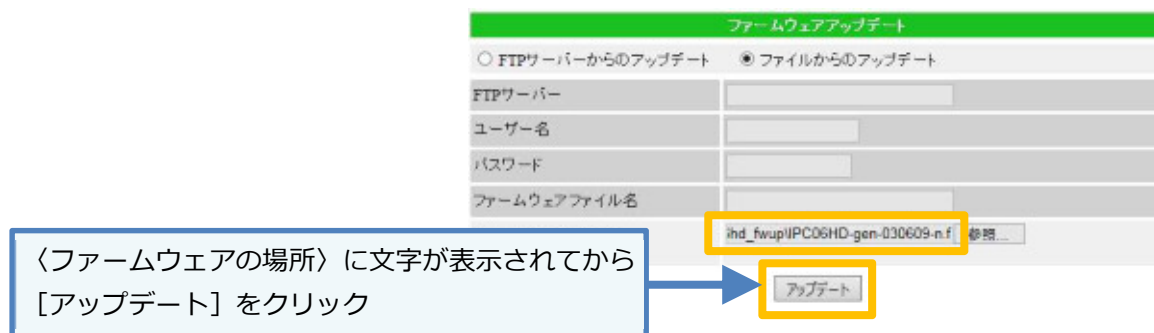 ファームウェアアップデート
FTPサーバーからのアップデート ファイルからのアップデート
FTPサーバー
ユーザー名
パスワード
ファームウェアファイル名
ihd_fwup\IPC06HD-gen-030609-n.f 参照...
〈ファームウェアの場所〉に文字が表示されてから
［アップデート］をクリック
アップデート